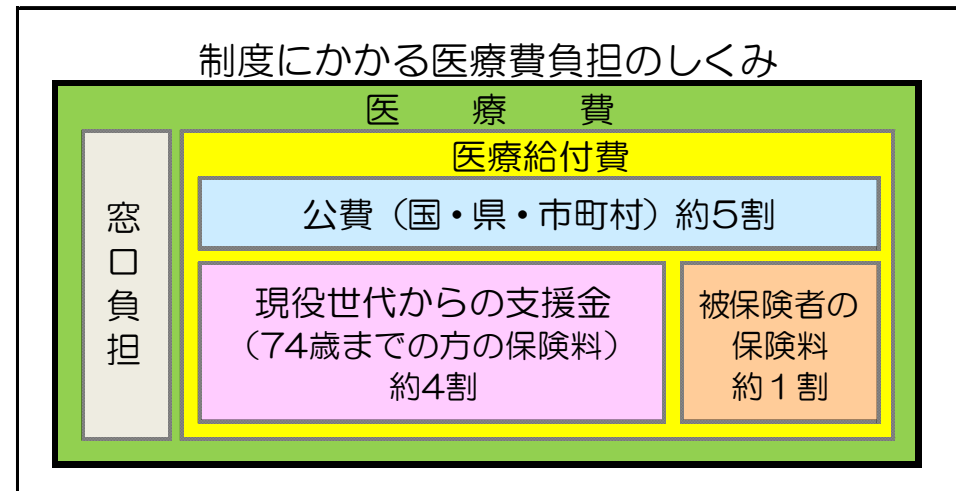 制度にかかる医療費負担のしくみ
医 療 費
窓口負担
医療給付費
公費（国・県・市町村）約5割
現役世代からの支援金
（74歳までの方の保険料）
約4割
被保険者の
保険料
約１割